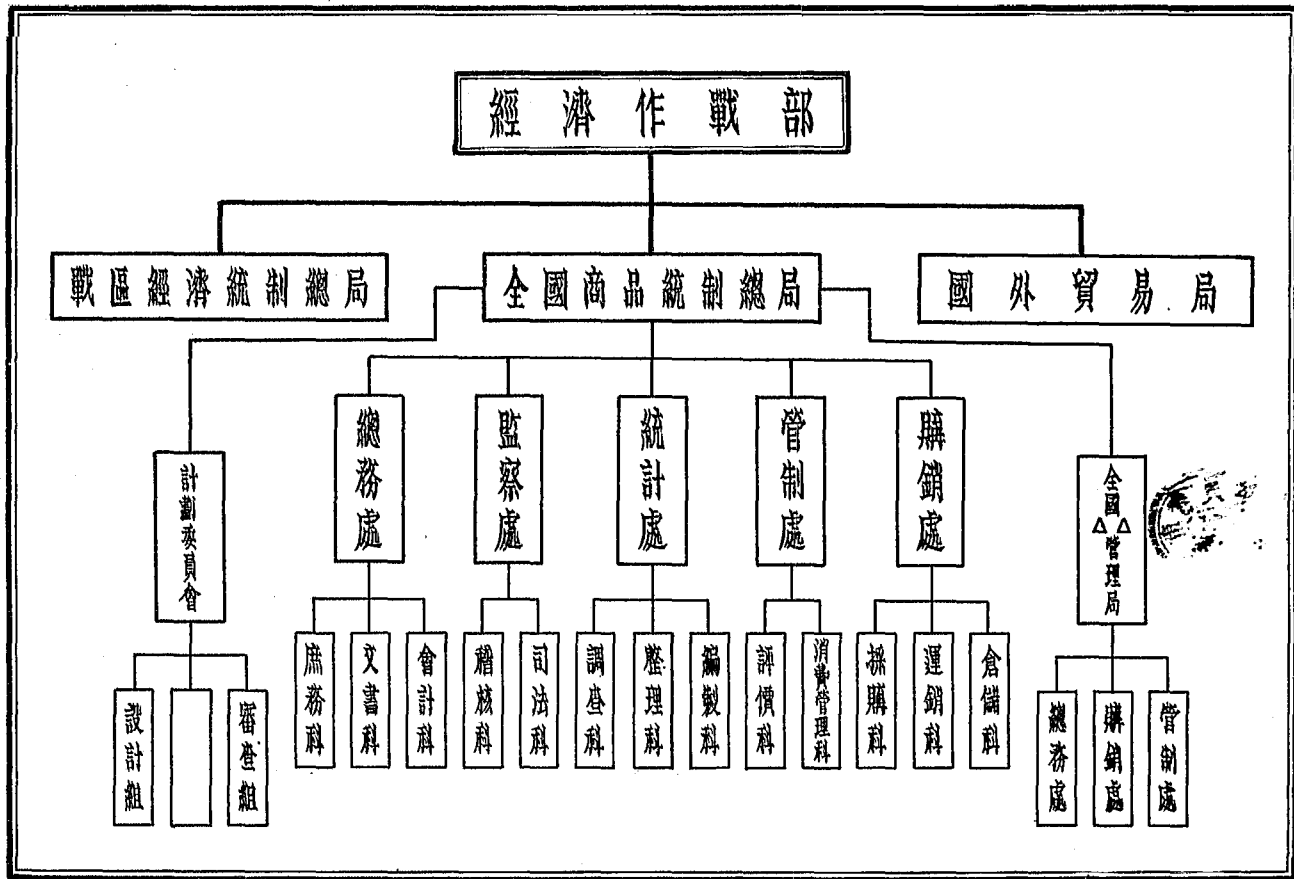 經濟作戰部
戰區經濟統制總局
全國商品統制總局
國外貿易局
計劃委員會
總務處
監察處
統計處
管制處
購銷處
全國△△管理局
庶務科
文書科
會計科
稽核科
司法科
調查科
整理科
編製科
評價科
消費管理科
採購科
運銷科
倉儲科
設計組
審查組
總務處
購銷處
管制處